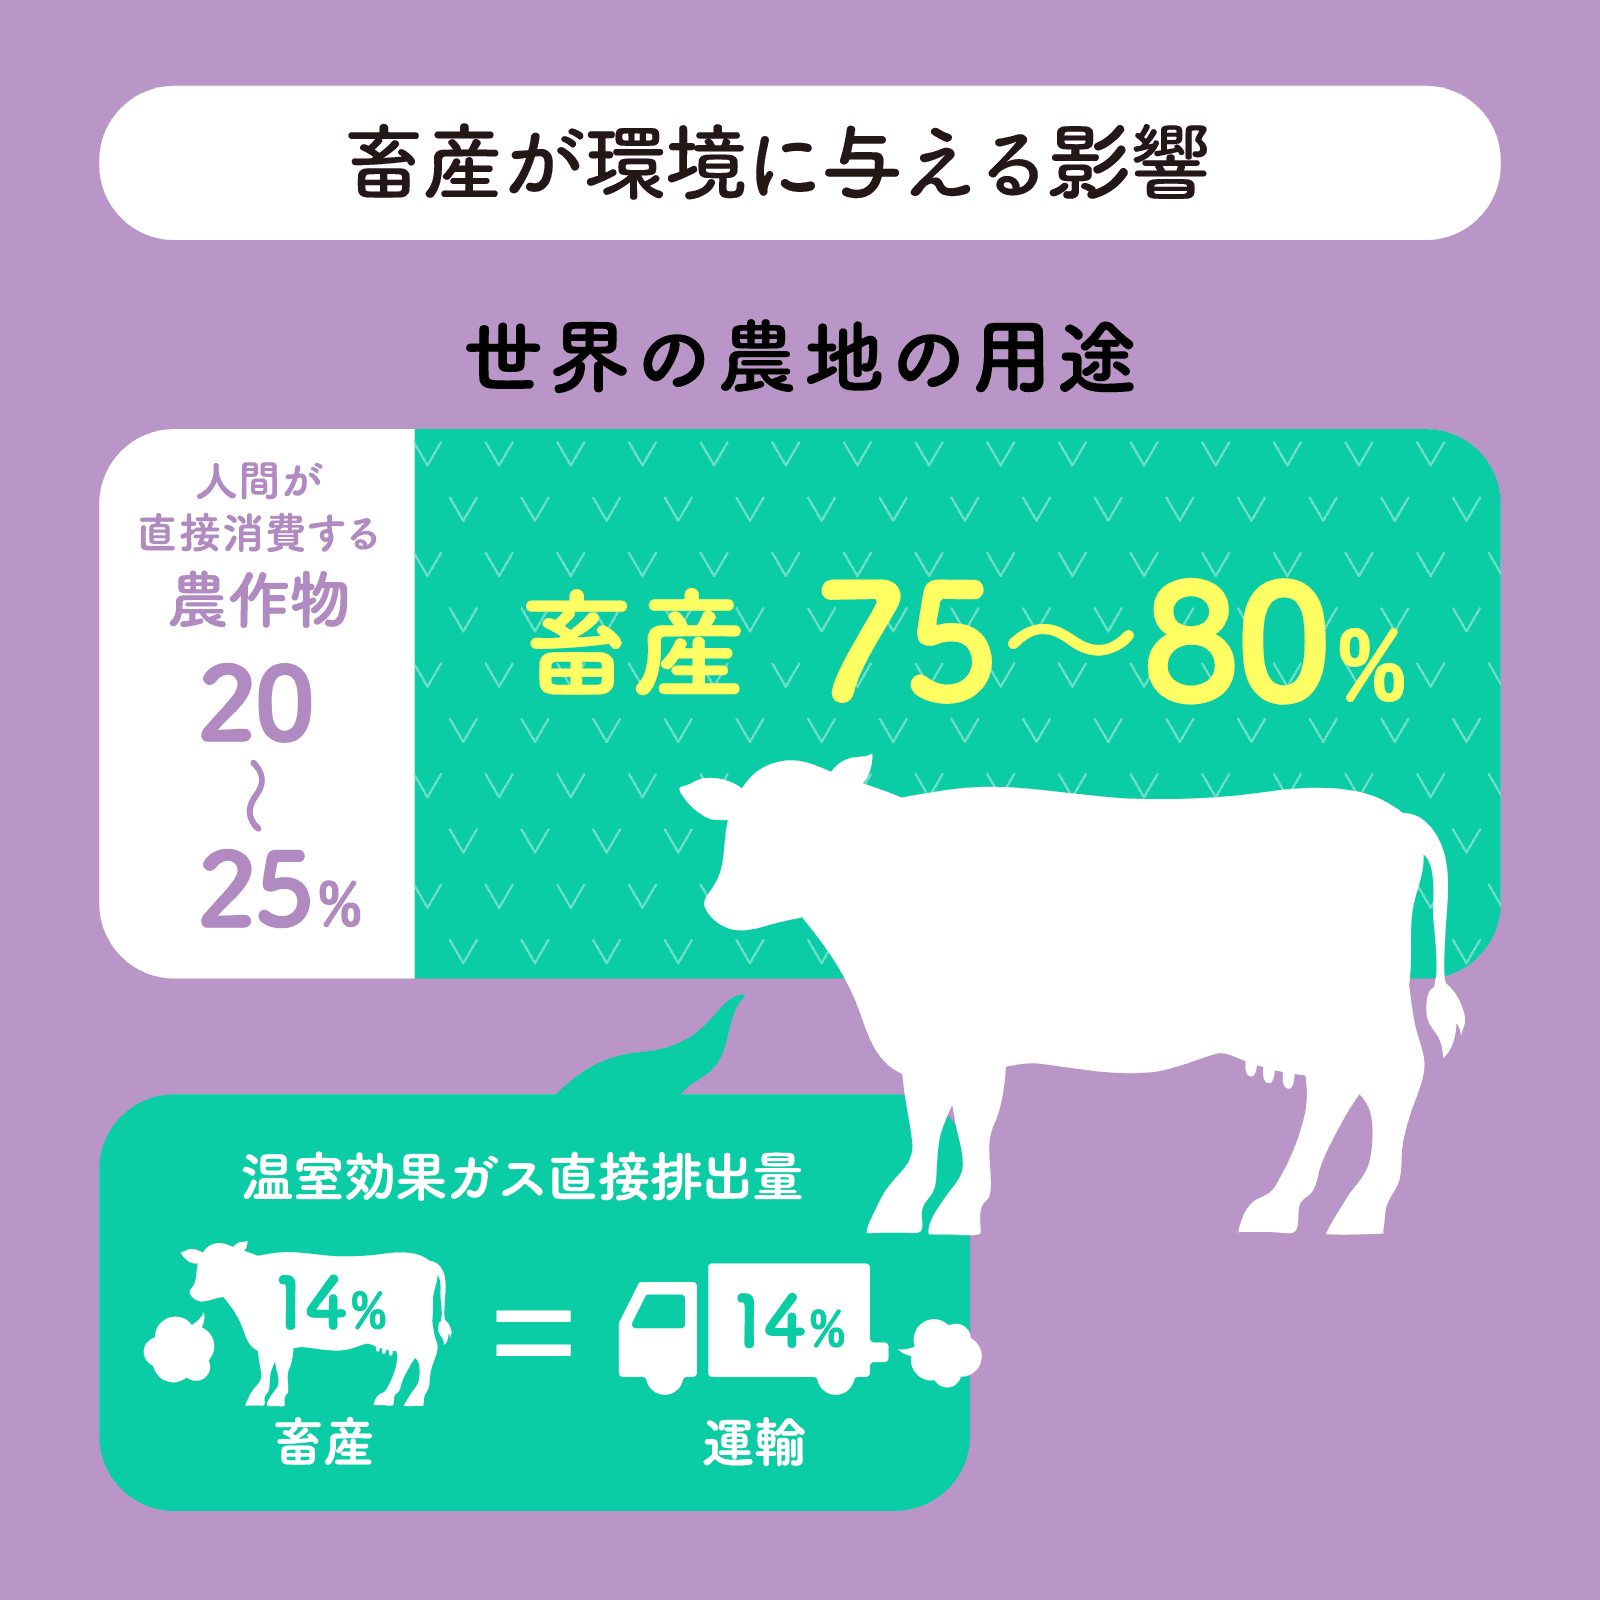 畜産が環境に与える影響
世界の農地の用途
人間が
直接消費する
農作物
20
〜
25%
畜産 75〜80%
温室効果ガス直接排出量
14% = 14%
畜産 運輸